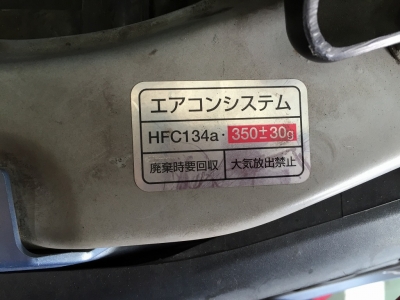 エアコンシステム
HFC134a・350±30g
廃棄時要回収 大気放出禁止